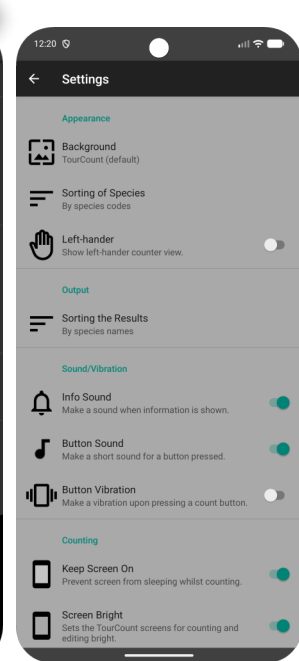 12:20
Settings
Appearance
Background
TourCount (default)
Sorting of Species
By species codes
Left-hander
Show left-hander counter view.
Output
Sorting the Results
By species names
Sound/Vibration
Info Sound
Make a sound when information is shown.
Button Sound
Make a short sound for a button pressed.
Button Vibration
Make a vibration upon pressing a count button.
Counting
Keep Screen On
Prevent screen from sleeping whilst counting.
Screen Bright
Sets the TourCount screens for counting and
editing bright.